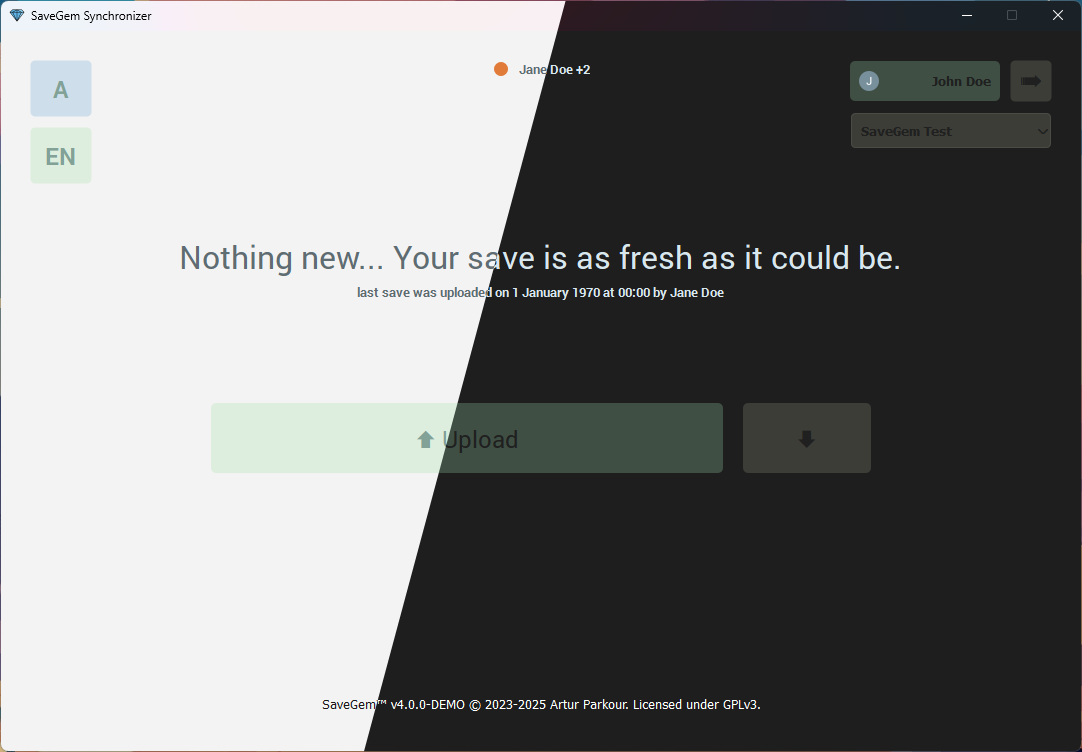 SaveGem Synchronizer
A
Jane Doe +2
J
John Doe
SaveGem Test
EN
Nothing new... Your save is as fresh as it could be.
last save was uploaded on 1 January 1970 at 00:00 by Jane Doe
Upload
SaveGem™ v4.0.0-DEMO © 2023-2025 Artur Parkour. Licensed under GPLv3.